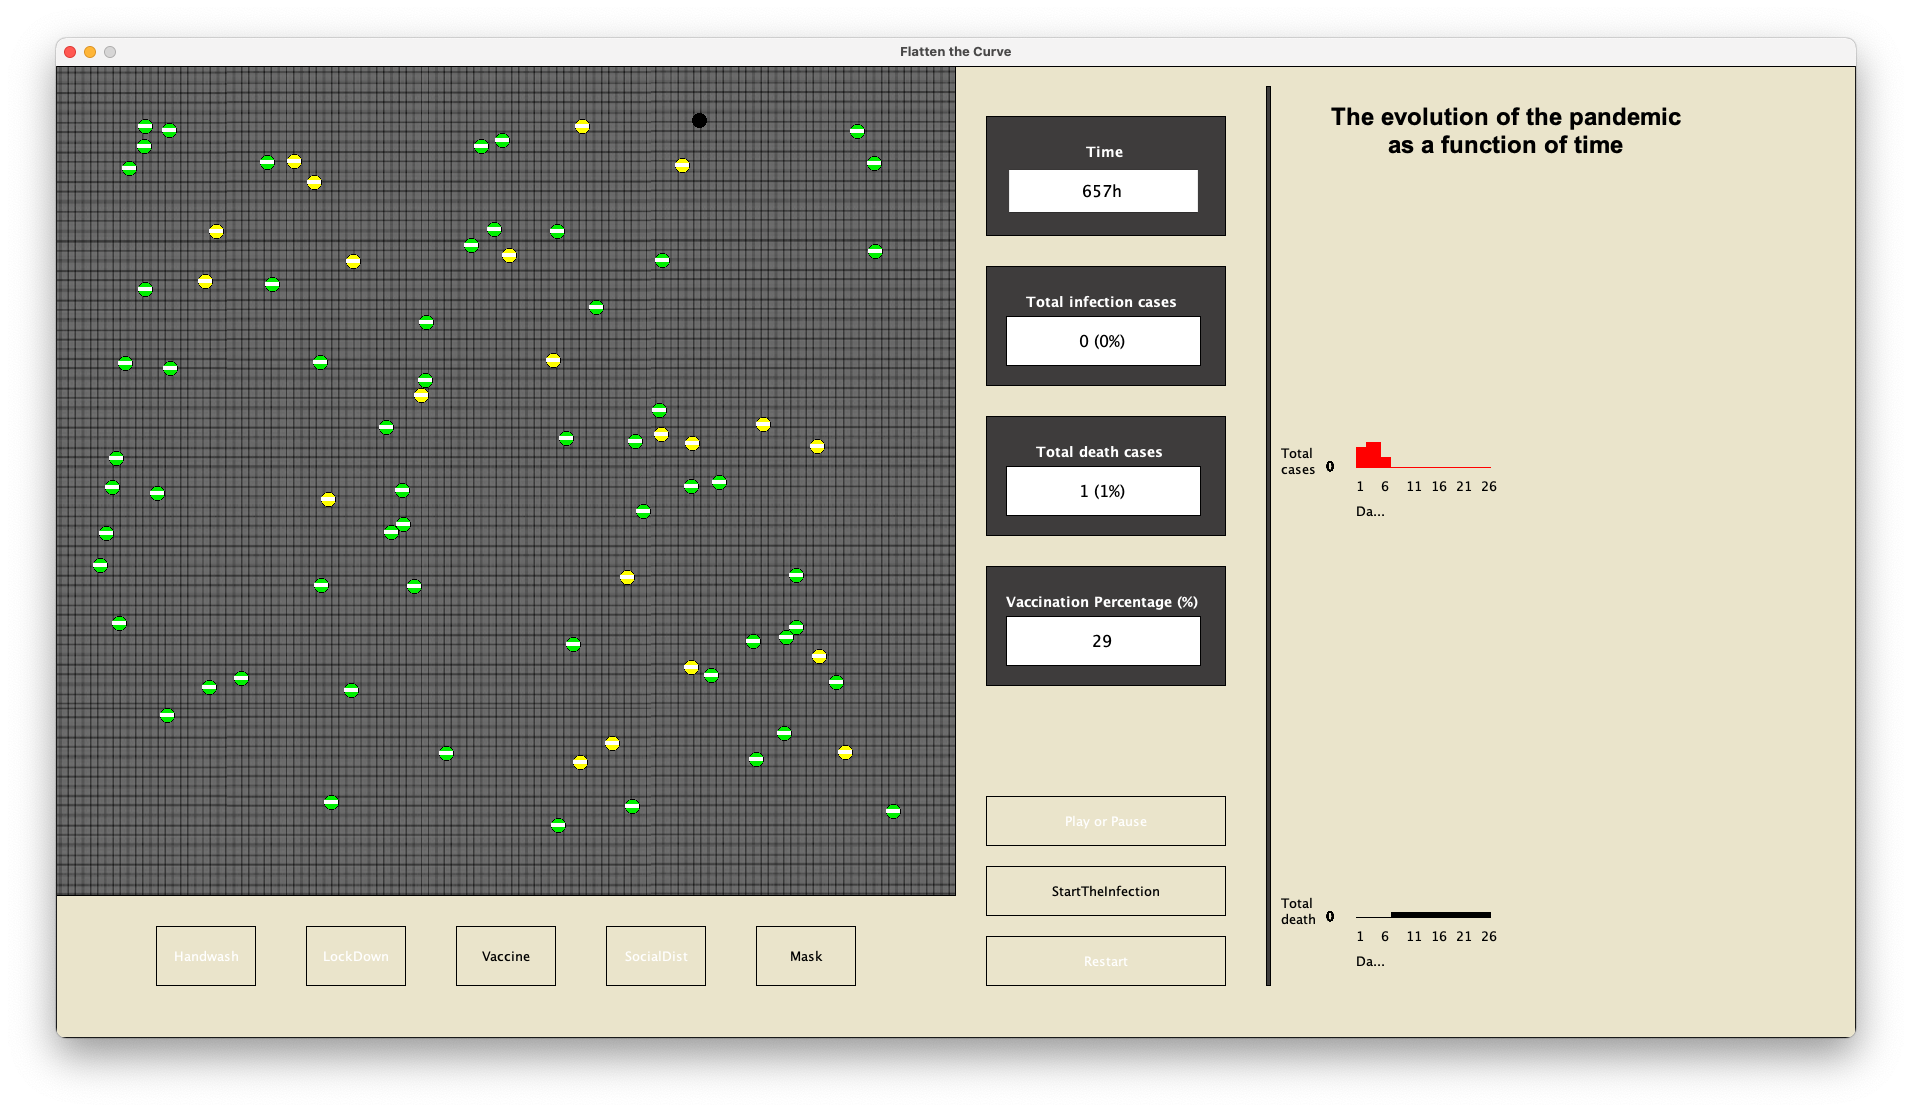 Flatten the Curve
Time
657h
Total infection cases
0 (0%)
Total death cases
1 (1%)
Vaccination Percentage (%)
29
Play or Pause
StartTheInfection
Restart
Handwash
LockDown
Vaccine
SocialDist
Mask
The evolution of the pandemic
as a function of time
Total
cases 0
1 6 11 16 21 26
Da...
Total
death 0
1 6 11 16 21 26
Da...